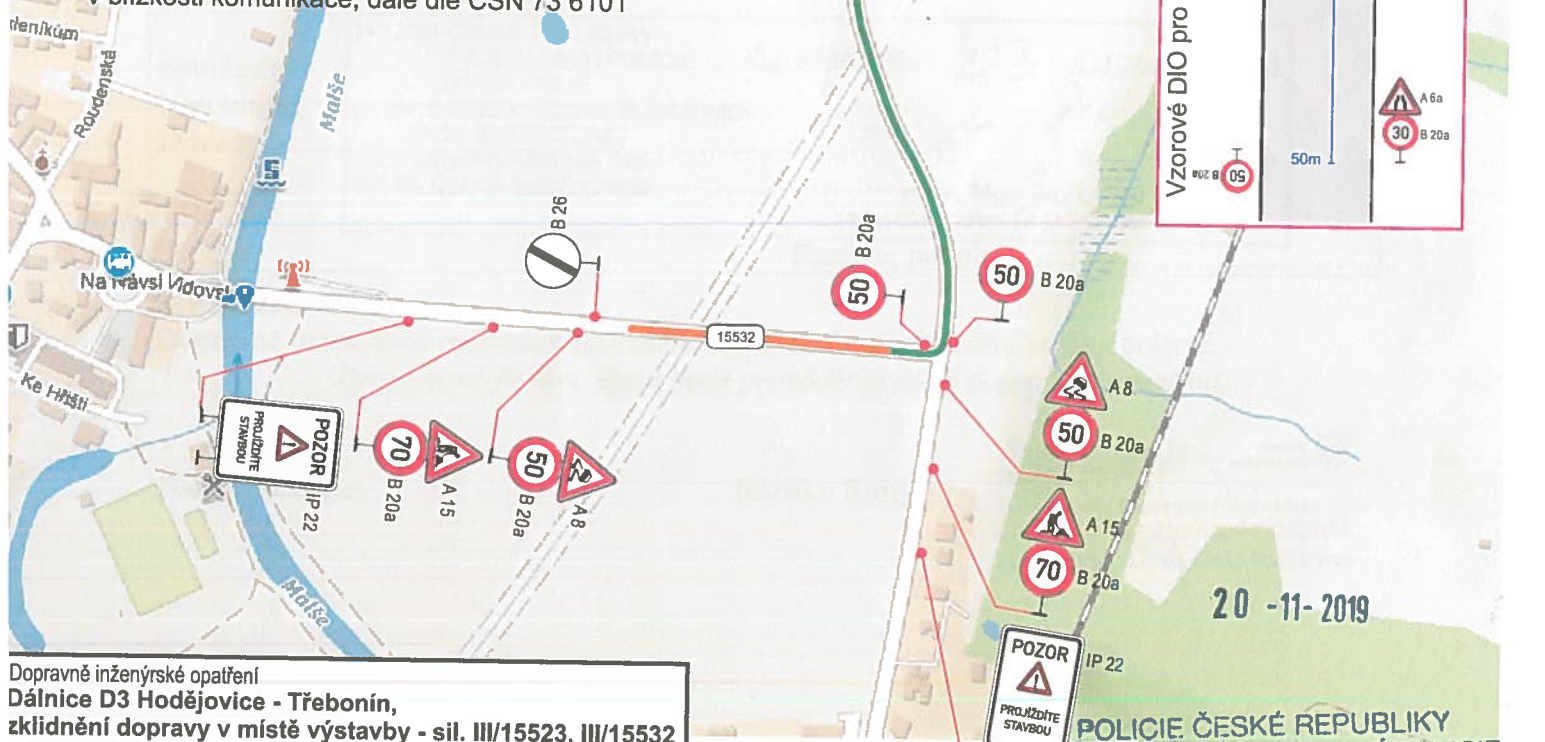 v blízkosti komunikace, dále dle ČSN 73 6101
Roudenská
Malše
Na Návsi Vidov
Ke Hřišti
Malše
B 26
15532
50
B 20a
50
B 20a
POZOR
PROJÍŽDÍTE
STAVBOU
IP 22
70
B 20a
A 15
50
B 20a
A 8
A 8
50
B 20a
A 15
70
B 20a
POZOR
PROJÍŽDÍTE
STAVBOU
IP 22
Vzorové DIO pro
50
B 20a
50m
A 6a
30
B 20a
20 -11- 2019
Dopravně inženýrské opatření
Dálnice D3 Hodějovice - Třebonín,
zklidnění dopravy v místě výstavby - sil. III/15523, III/15532
POLICIE ČESKÉ REPUBLIKY